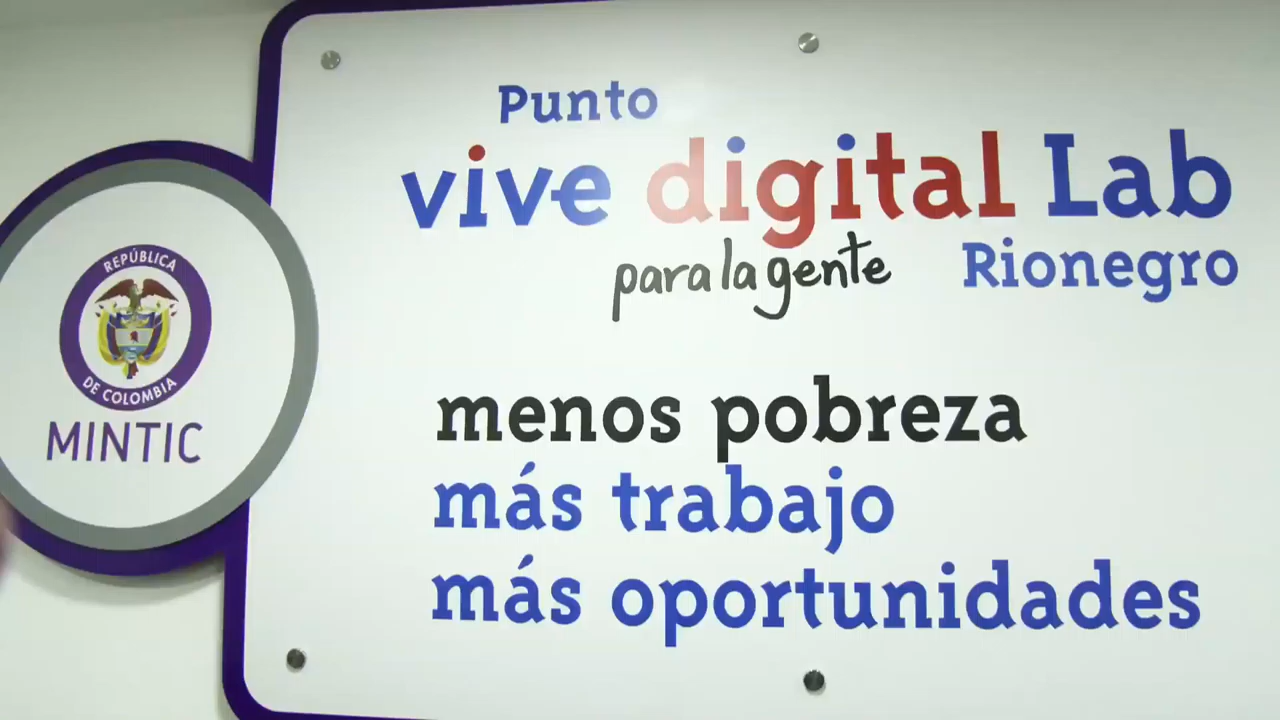 Punto
vive digital Lab
para la gente Rionegro
menos pobreza
más trabajo
más oportunidades
REPÚBLICA
DE COLOMBIA
MINTIC